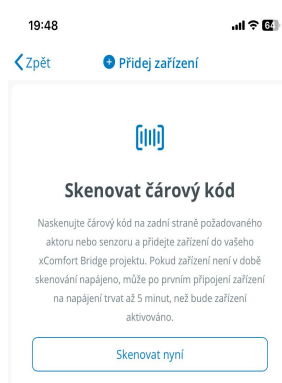 19:48 64
Zpět Přidej zařízení
Skenovat čárový kód
Naskenujte čárový kód na zadní straně požadovaného
aktoru nebo senzoru a přidejte zařízení do vašeho
xComfort Bridge projektu. Pokud zařízení není v době
skenování napájeno, může po prvním připojení zařízení
na napájení trvat až 5 minut, než bude zařízení
aktivováno.
Skenovat nyní